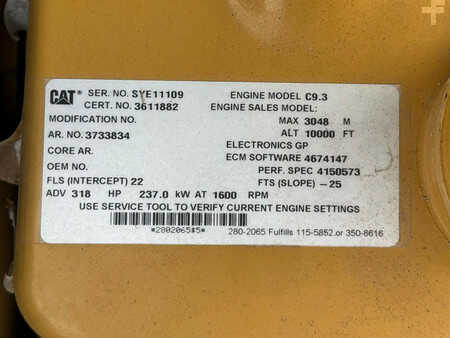 CAT® SER. NO. SYE11109 ENGINE MODEL C9.3
CERT. NO. 3611882 ENGINE SALES MODEL:
MODIFICATION NO. MAX 3048 M
ALT 10000 FT
AR. NO. 3733834 ELECTRONICS GP
CORE AR. ECM SOFTWARE 4674147
OEM NO. PERF. SPEC 4150573
FLS (INTERCEPT) 22 FTS (SLOPE) -25
ADV 318 HP 237.0 kW AT 1600 RPM
USE SERVICE TOOL TO VERIFY CURRENT ENGINE SETTINGS
*2802065#5* 280-2065 Fulfills 115-5852 or 350-8616